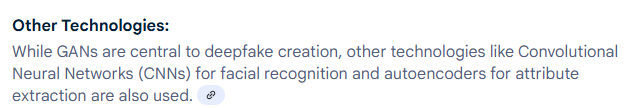 Other Technologies:
While GANs are central to deepfake creation, other technologies like Convolutional
Neural Networks (CNNs) for facial recognition and autoencoders for attribute
extraction are also used.